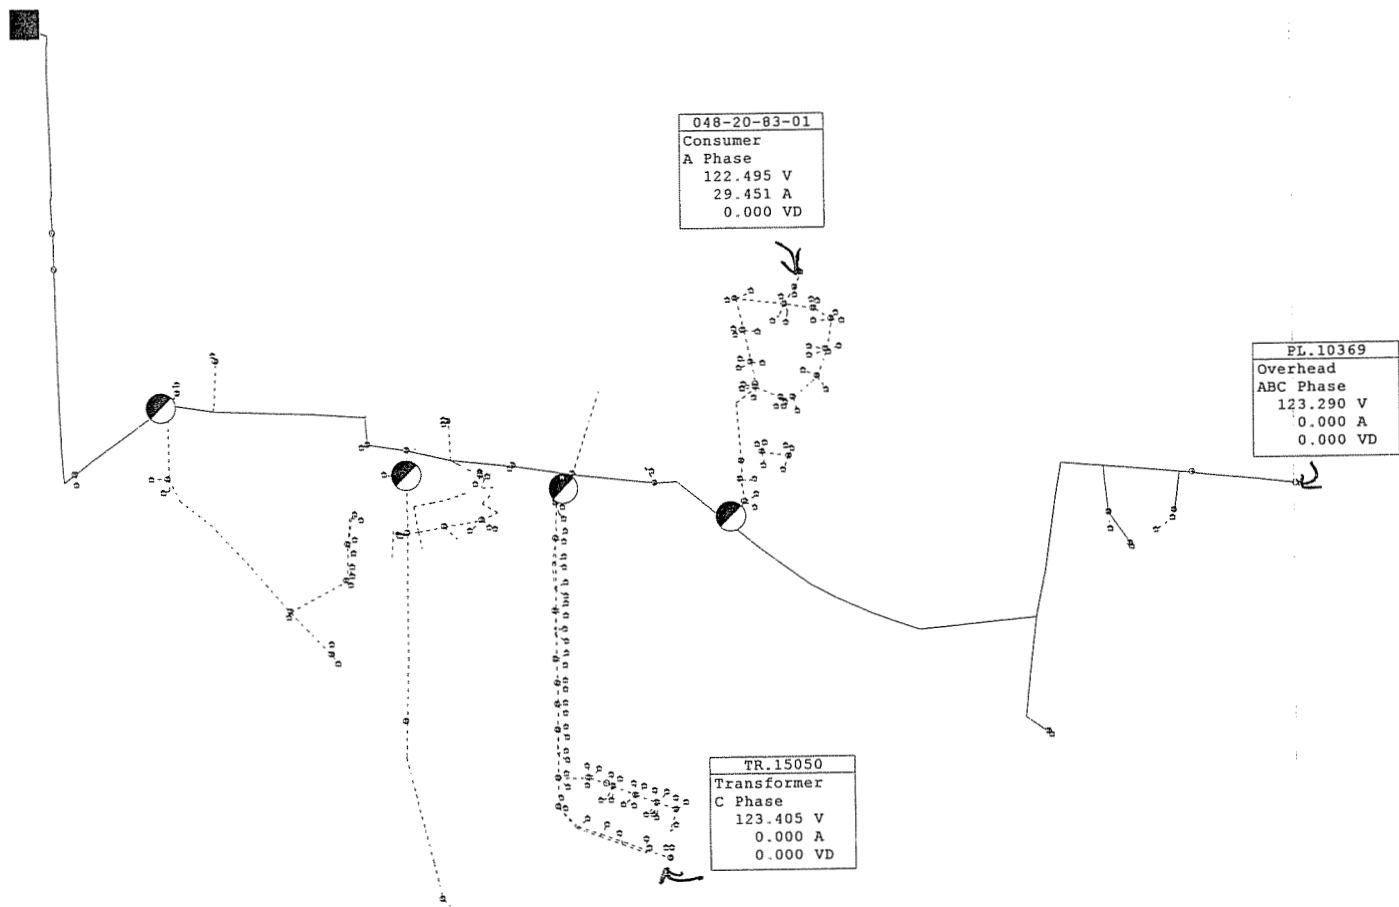 048-20-83-01
Consumer
A Phase
122.495 V
29.451 A
0.000 VD
PL.10369
Overhead
ABC Phase
123.290 V
0.000 A
0.000 VD
TR.15050
Transformer
C Phase
123.405 V
0.000 A
0.000 VD